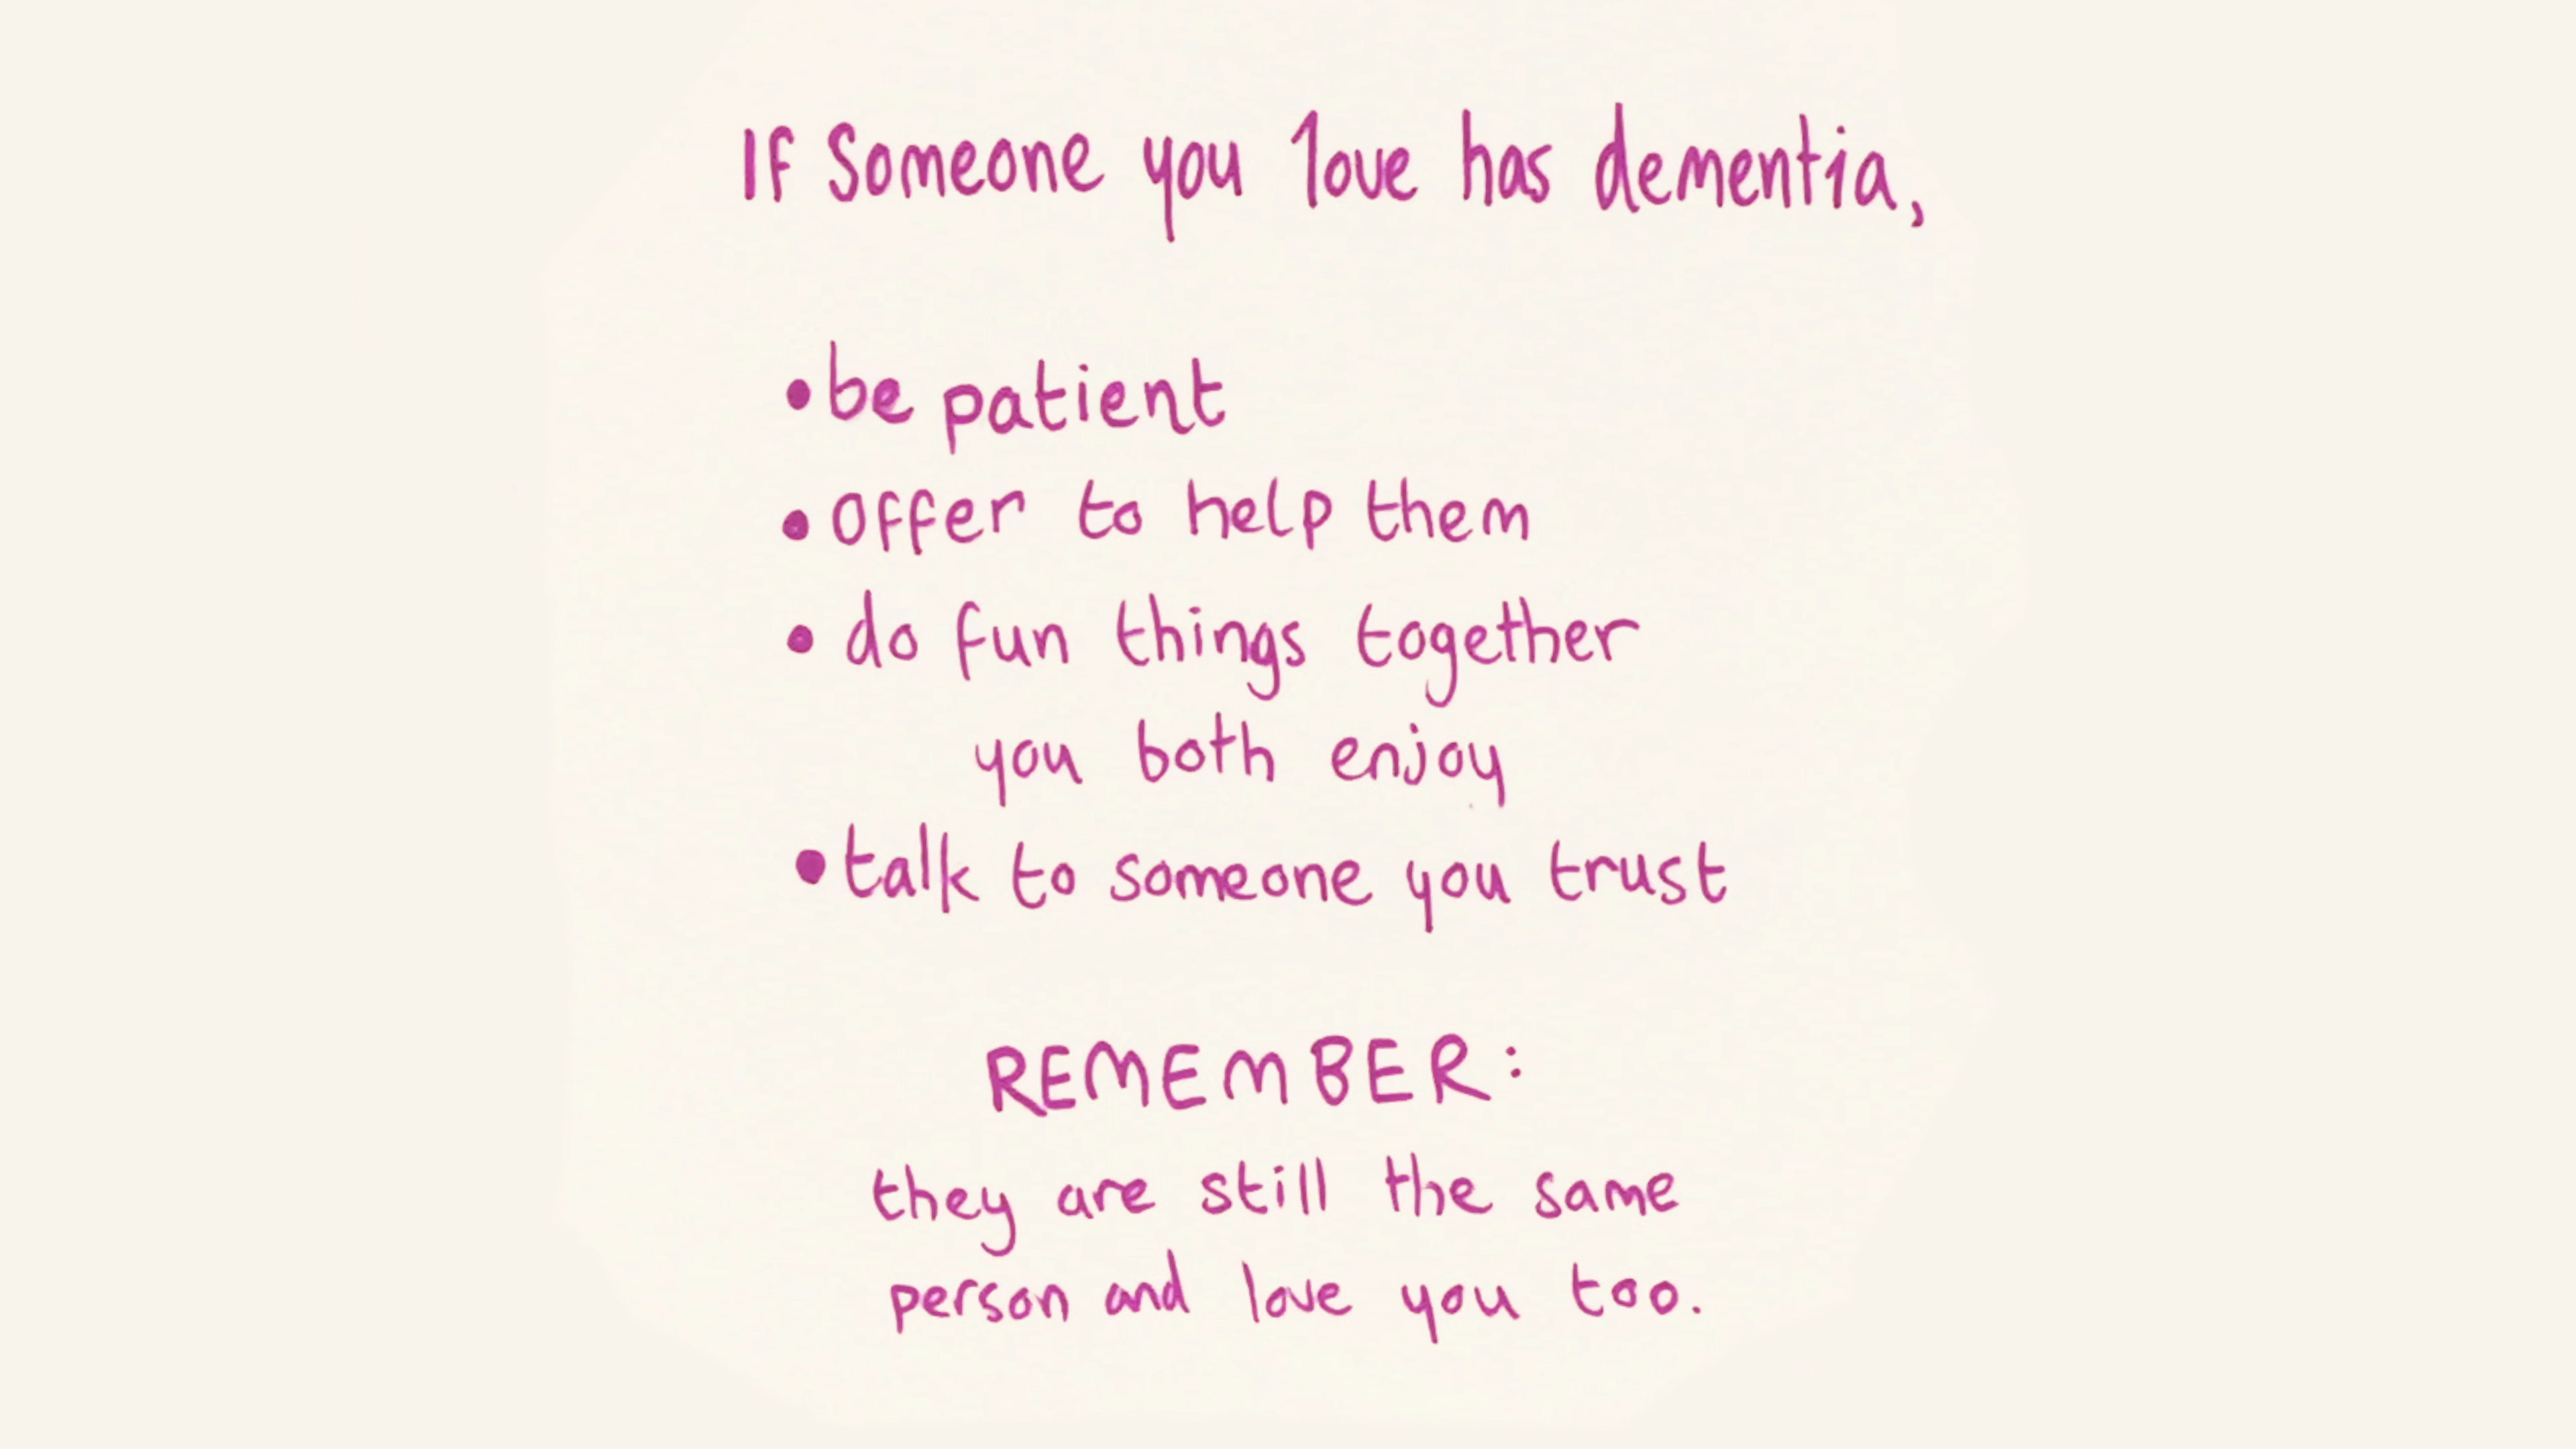 If Someone you love has dementia,
• be patient
• offer to help them
• do fun things together
you both enjoy
• talk to someone you trust
REMEMBER:
they are still the same
person and love you too.